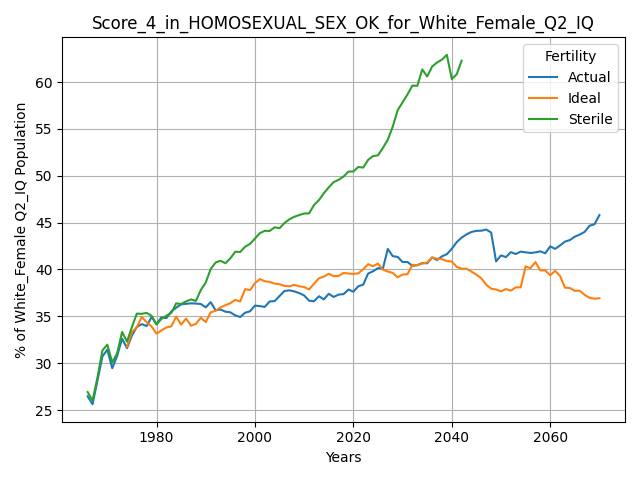 Score_4_in_HOMOSEXUAL_SEX_OK_for_White_Female_Q2_IQ
Fertility
Actual
Ideal
Sterile
% of White_Female Q2_IQ Population
60
55
50
45
40
35
30
25
1980
2000
2020
2040
2060
Years